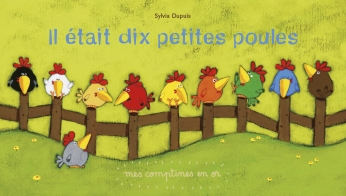 Sylvie Dupuis
Il était dix petites poules
mes comptines en or